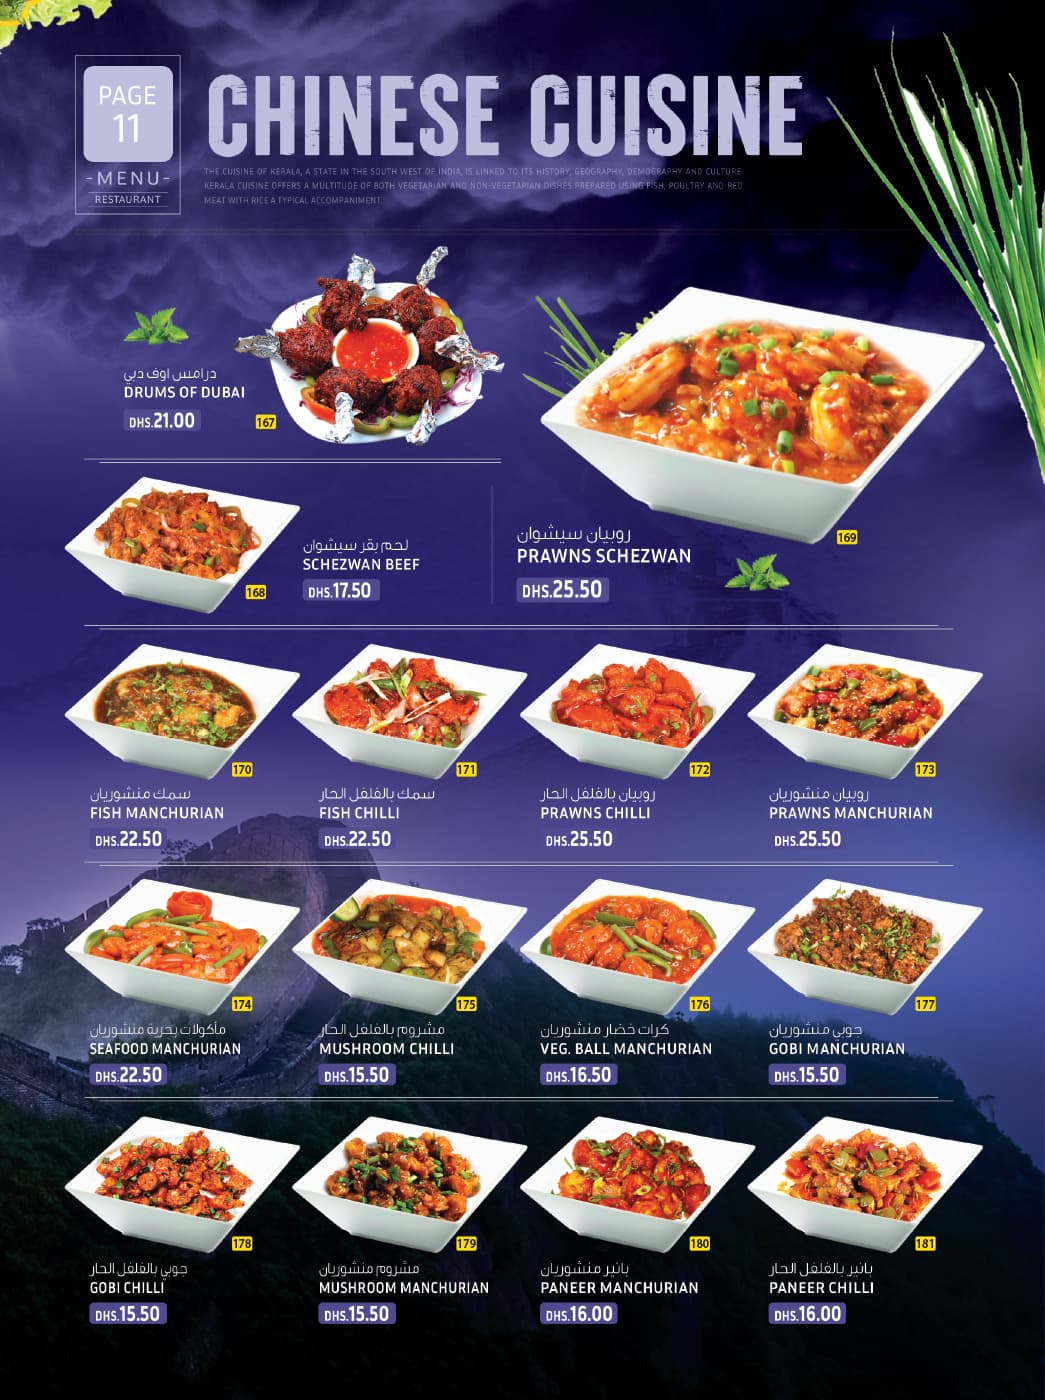 PAGE
11
-MENU-
RESTAURANT
CHINESE CUISINE
THE CUISINE OF KERALA, A STATE IN THE SOUTH WEST OF INDIA, IS LINKED TO ITS HISTORY, GEOGRAPHY, DEMOGRAPHY AND CULTURE.
KERALA CUISINE OFFERS A MULTITUDE OF BOTH VEGETARIAN AND NON-VEGETARIAN DISHES PREPARED USING FISH, POULTRY AND RED
MEAT WITH RICE A TYPICAL ACCOMPANIMENT.
درامس اوف دبي
DRUMS OF DUBAI
DHS.21.00
167
لحم بقر سيشوان
SCHEZWAN BEEF
DHS.17.50
168
روبيان سيشوان
PRAWNS SCHEZWAN
DHS.25.50
169
170
سمك منشوريان
FISH MANCHURIAN
DHS.22.50
171
سمك بالفلفل الحار
FISH CHILLI
DHS.22.50
172
روبيان بالفلفل الحار
PRAWNS CHILLI
DHS.25.50
173
روبيان منشوريان
PRAWNS MANCHURIAN
DHS.25.50
174
مأكولات بحرية منشوريان
SEAFOOD MANCHURIAN
DHS.22.50
175
مشروم بالفلفل الحار
MUSHROOM CHILLI
DHS.15.50
176
كرات خضار منشوريان
VEG. BALL MANCHURIAN
DHS.16.50
177
جوبي منشوريان
GOBI MANCHURIAN
DHS.15.50
178
جوبي بالفلفل الحار
GOBI CHILLI
DHS.15.50
179
مشروم منشوريان
MUSHROOM MANCHURIAN
DHS.15.50
180
بانير منشوريان
PANEER MANCHURIAN
DHS.16.00
181
بانير بالفلفل الحار
PANEER CHILLI
DHS.16.00